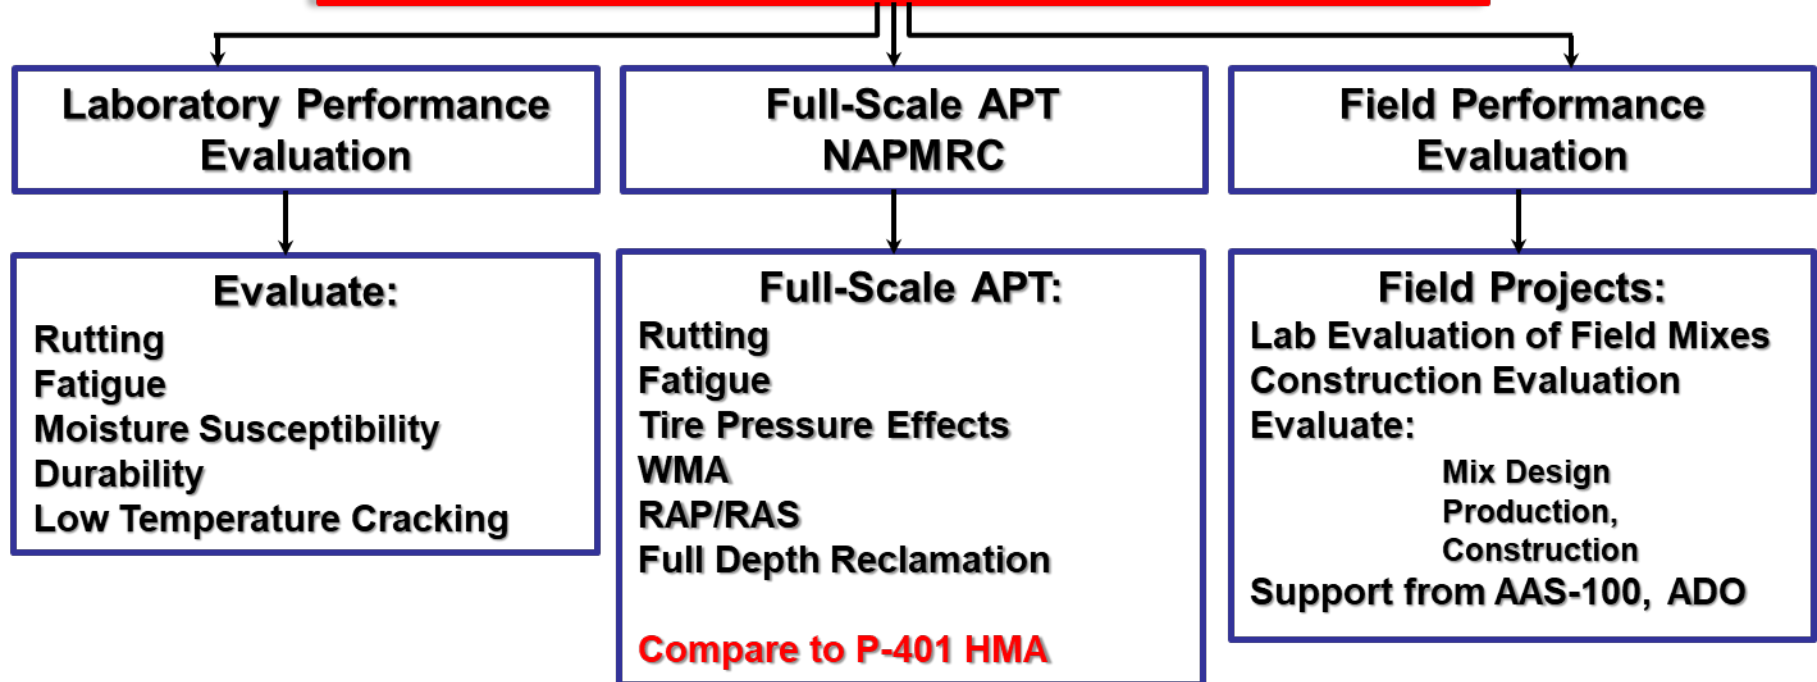 Laboratory Performance
Evaluation
Full-Scale APT
NAPMRC
Field Performance
Evaluation
Evaluate:
Rutting
Fatigue
Moisture Susceptibility
Durability
Low Temperature Cracking
Full-Scale APT:
Rutting
Fatigue
Tire Pressure Effects
WMA
RAP/RAS
Full Depth Reclamation
Compare to P-401 HMA
Field Projects:
Lab Evaluation of Field Mixes
Construction Evaluation
Evaluate:
Mix Design
Production,
Construction
Support from AAS-100, ADO